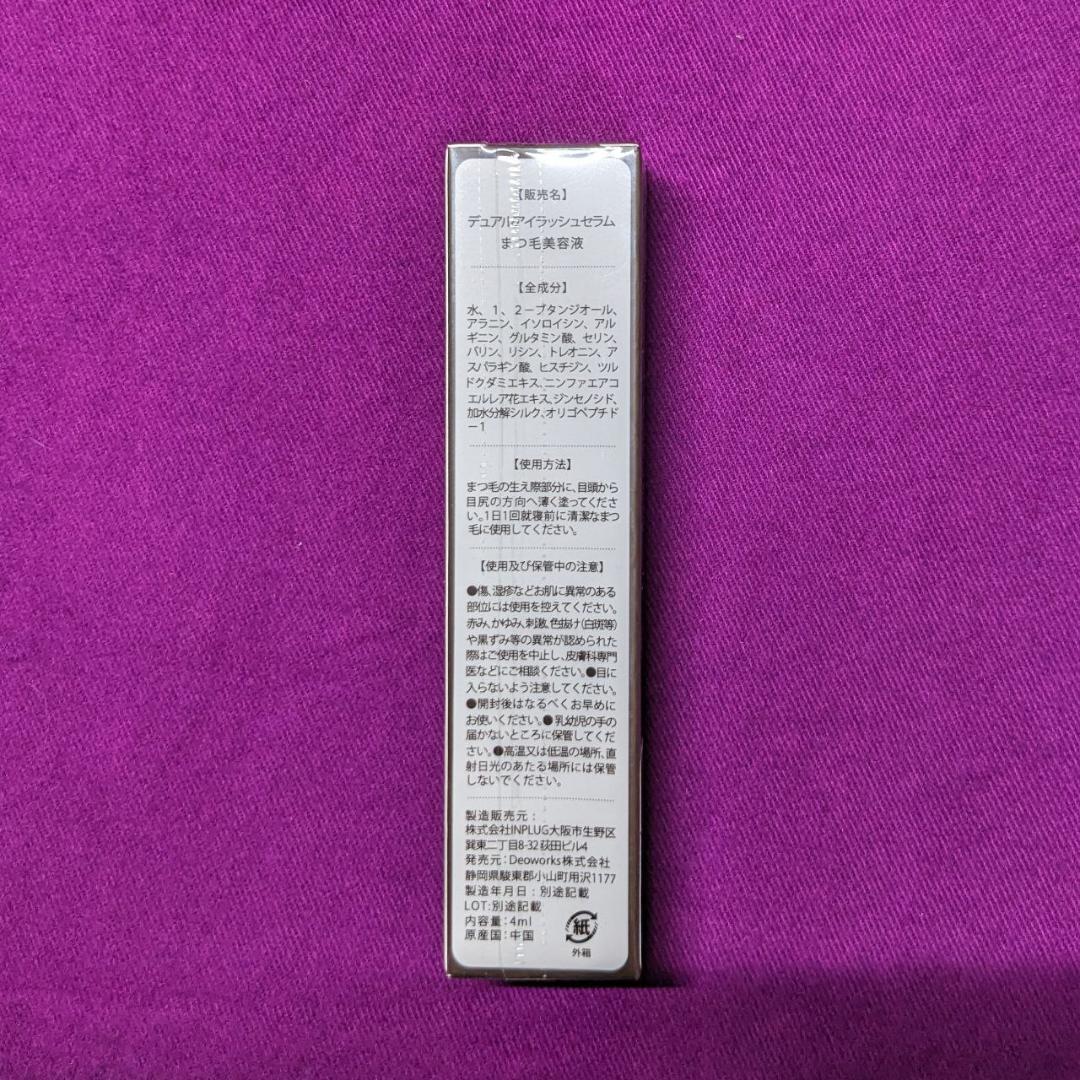 【販売名】
デュアルアイラッシュセラム
まつ毛美容液
【全成分】
水、1、2－ブタンジオール、
アラニン、イソロイシン、アル
ギニン、グルタミン酸、セリン、
バリン、リシン、トレオニン、ア
スパラギン酸、ヒスチジン、ツル
ドクダミエキス、ニンファエアコ
エルレア花エキス、ジンセノシド、
加水分解シルク、オリゴペプチド
－1
【使用方法】
まつ毛の生え際部分に、目頭から
目尻の方向へ薄く塗ってくださ
い。1日1回就寝前に清潔なまつ
毛に使用してください。
【使用及び保管中の注意】
●傷、湿疹などお肌に異常のある
部位には使用を控えてください。
赤み、かゆみ、刺激、色抜け(白斑等)
や黒ずみ等の異常が認められた
際はご使用を中止し、皮膚科専門
医などにご相談ください。●目に
入らないよう注意してください。
●開封後はなるべくお早めに
お使いください。●乳幼児の手の
届かないところに保管してくだ
さい。●高温又は低温の場所、直
射日光のあたる場所には保管
しないでください。
製造販売元：
株式会社INPLUG大阪市生野区
巽東二丁目8-32荻田ビル4
発売元：Deoworks株式会社
静岡県駿東郡小山町用沢1177
製造年月日：別途記載
LOT:別途記載
内容量：4ml
原産国：中国
紙
外箱